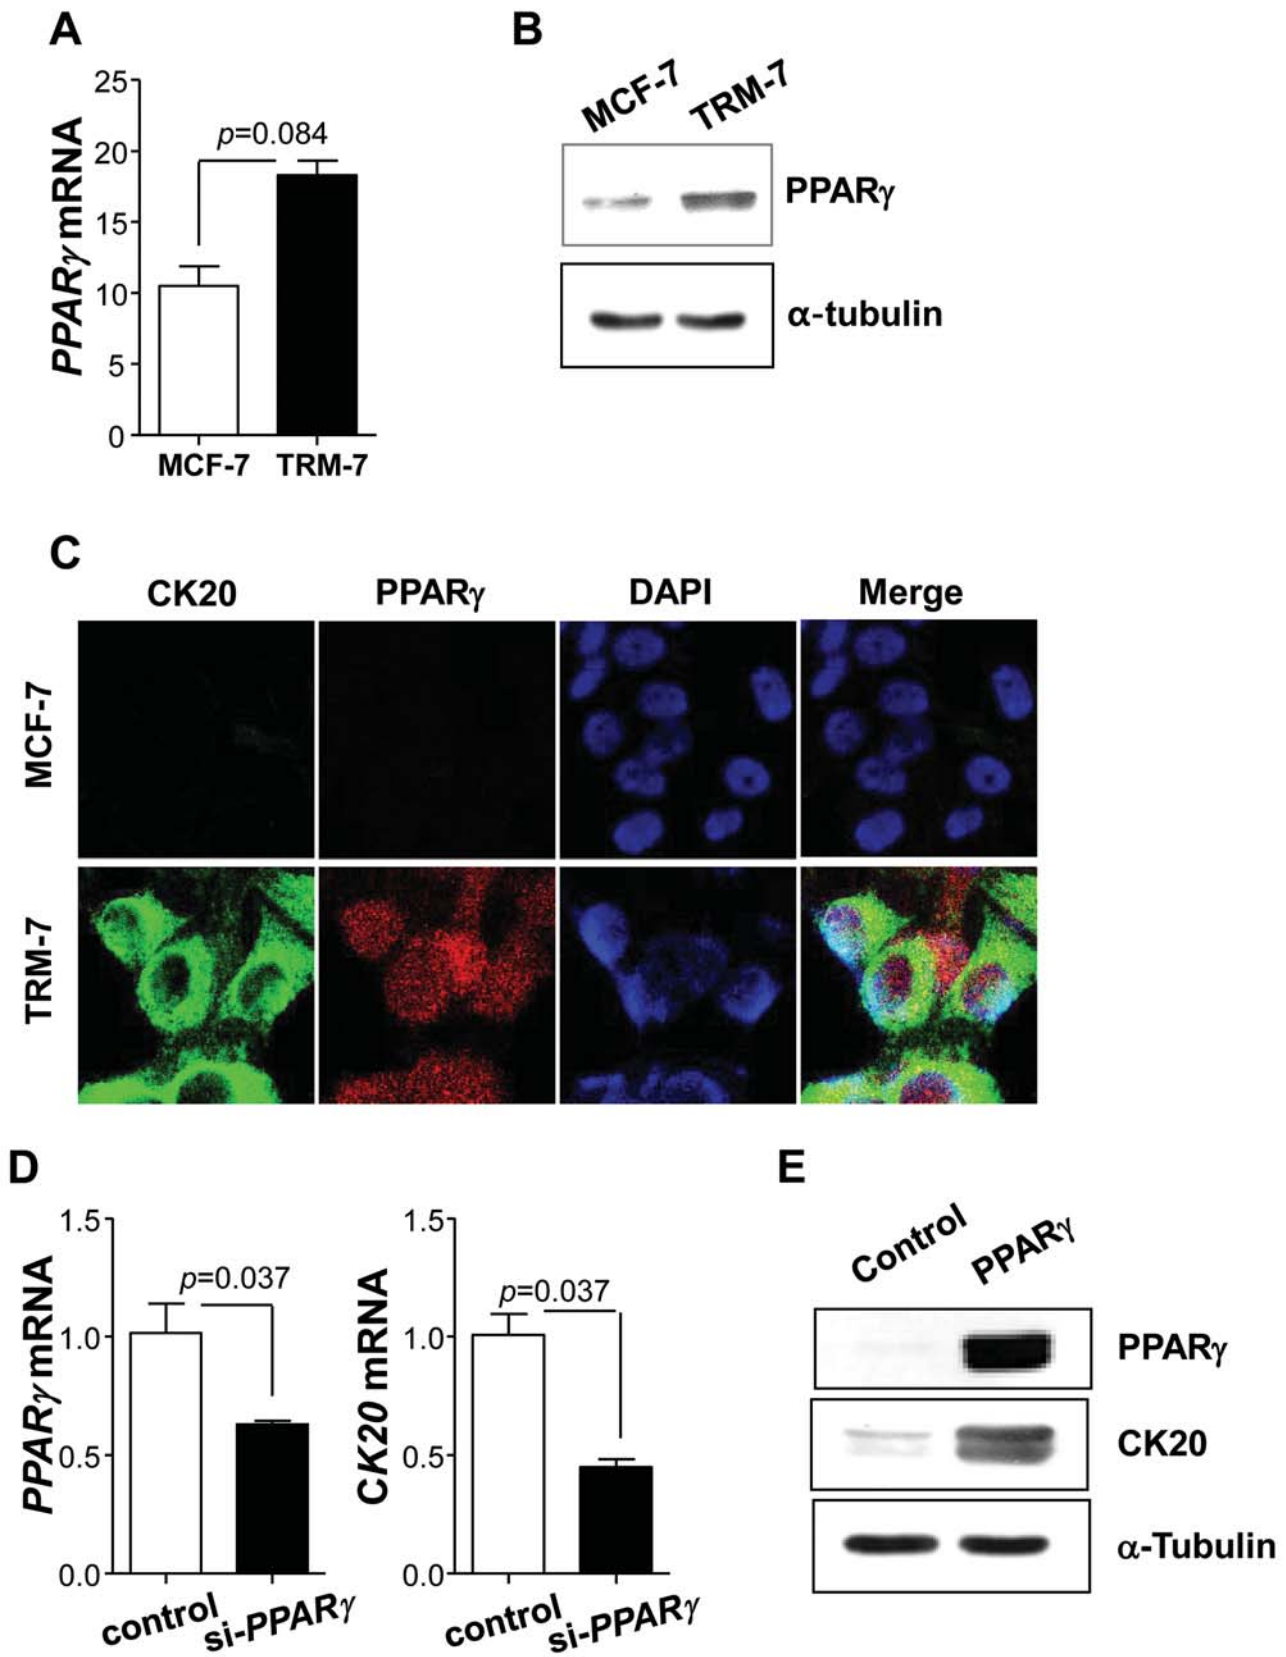 A
25
20
15
10
5
0
PPARγ mRNA
p=0.084
MCF-7 TRM-7
B
MCF-7 TRM-7
PPARγ
α-tubulin
C
CK20 PPARγ DAPI Merge
MCF-7
TRM-7
D
1.5
1.0
0.5
0.0
PPARγ mRNA
p=0.037
control si-PPARγ
1.5
1.0
0.5
0.0
CK20 mRNA
p=0.037
control si-PPARγ
E
Control PPARγ
PPARγ
CK20
α-Tubulin